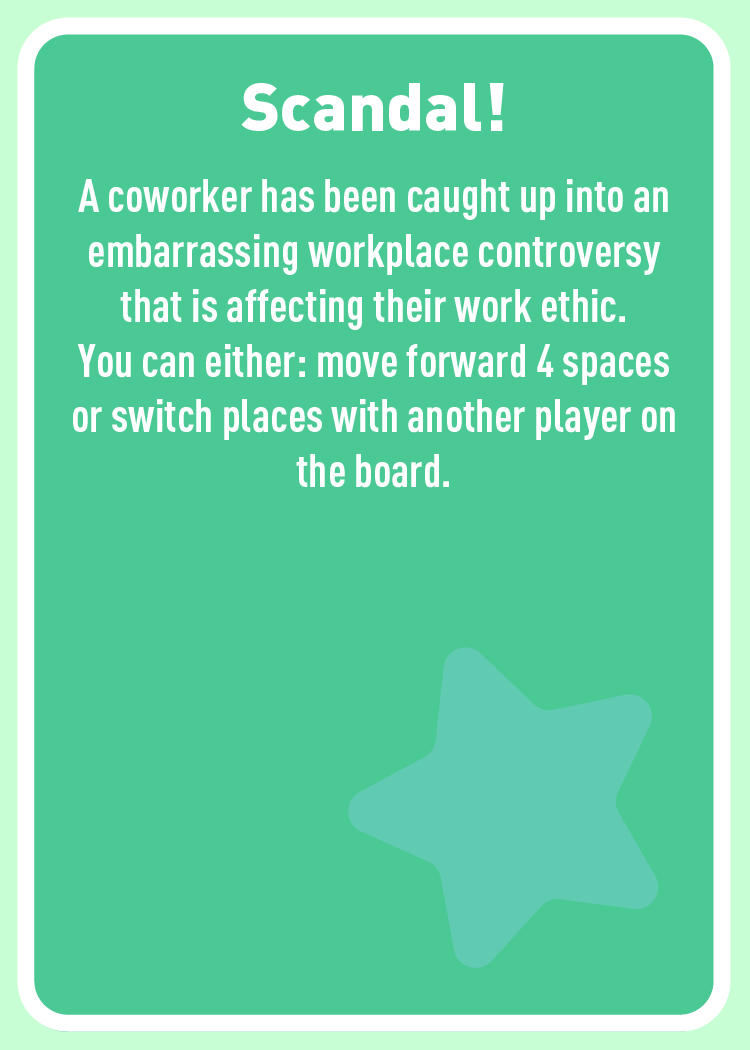 Scandal!
A coworker has been caught up into an
embarrassing workplace controversy
that is affecting their work ethic.
You can either: move forward 4 spaces
or switch places with another player on
the board.